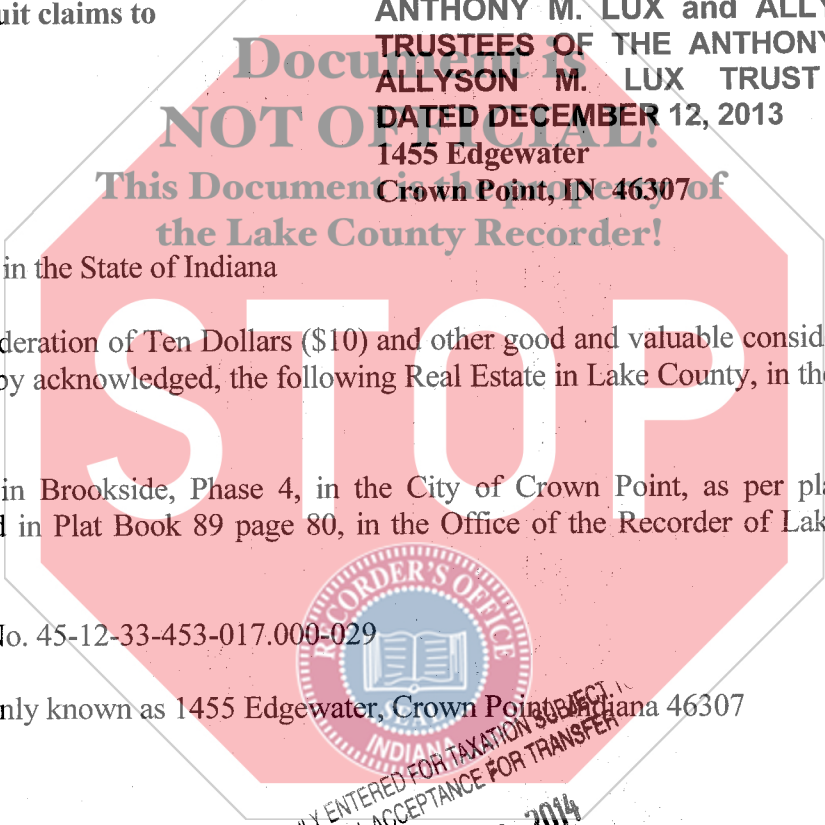 uit claims to
ANTHONY M. LUX and ALLY
TRUSTEES OF THE ANTHONY
ALLYSON M. LUX TRUST
DATED DECEMBER 12, 2013
1455 Edgewater
Crown Point, IN 46307
Document is
NOT OFFICIAL!
This Document is the property of
the Lake County Recorder!
in the State of Indiana
STOP
deration of Ten Dollars ($10) and other good and valuable consid
by acknowledged, the following Real Estate in Lake County, in the
in Brookside, Phase 4, in the City of Crown Point, as per pla
d in Plat Book 89 page 80, in the Office of the Recorder of Lak
No. 45-12-33-453-017.000-029
RECORDER'S OFFICE
SEAL
INDIANA
nly known as 1455 Edgewater, Crown Point, Indiana 46307
LY ENTERED FOR TAXATION SUBJECT
ACCEPTANCE FOR TRANSFER
2014